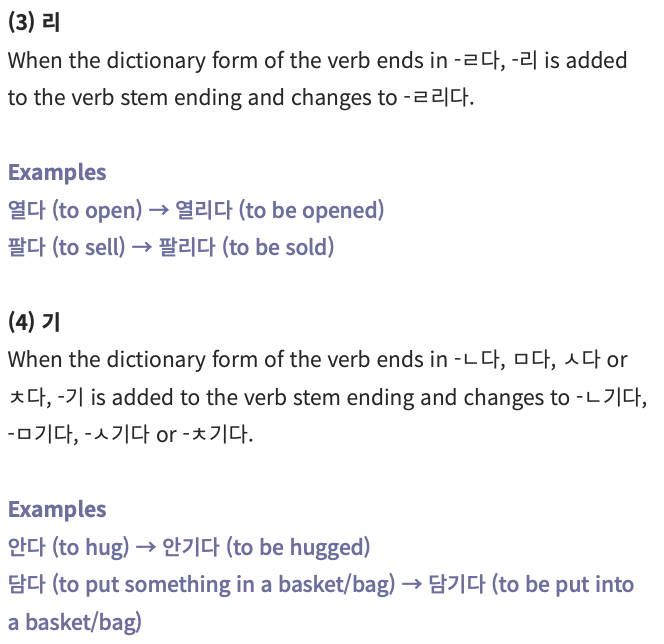 (3) 리
When the dictionary form of the verb ends in -ㄹ다, -리 is added
to the verb stem ending and changes to -ㄹ리다.
Examples
열다 (to open) → 열리다 (to be opened)
팔다 (to sell) → 팔리다 (to be sold)
(4) 기
When the dictionary form of the verb ends in -ㄴ다, ㅁ다, ㅅ다 or
ㅊ다, -기 is added to the verb stem ending and changes to -ㄴ기다,
-ㅁ기다, -ㅅ기다 or -ㅊ기다.
Examples
안다 (to hug) → 안기다 (to be hugged)
담다 (to put something in a basket/bag) → 담기다 (to be put into
a basket/bag)